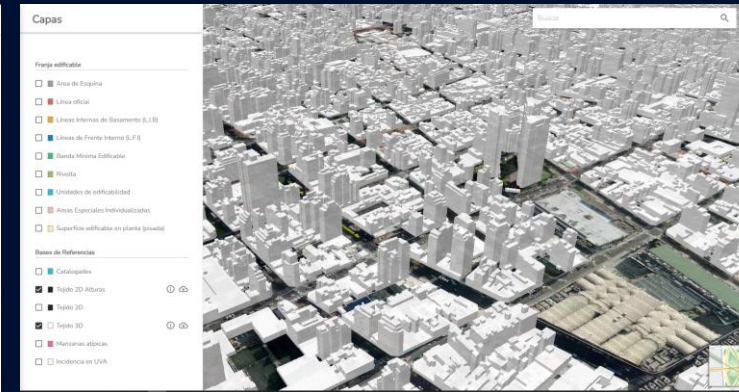 Capas
Buscar
Franja edificable
Area de Esquina
Línea oficial
Líneas Internas de Basamento (L.I.B)
Líneas de Frente Interno (L.F.I)
Banda Mínima Edificable
Rivolta
Unidades de edificabilidad
Areas Especiales Individualizadas
Superficie edificable en planta (pisada)
Bases de Referencias
Catalogados
Tejido 2D Alturas
Tejido 2D
Tejido 3D
Manzanas atípicas
Incidencia en UVA